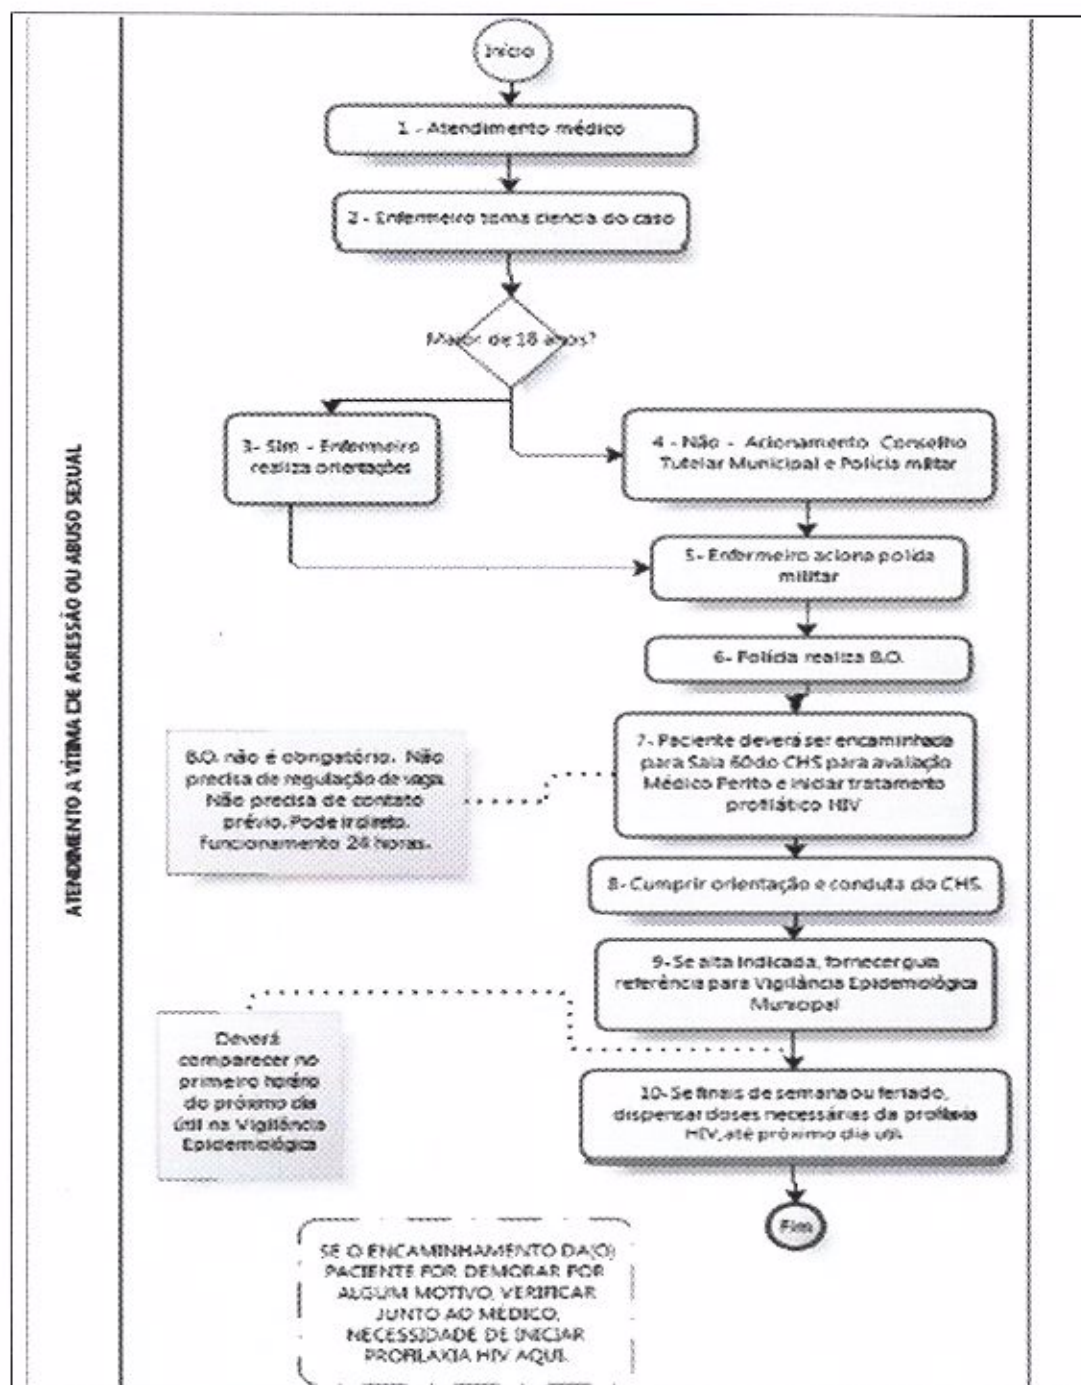 ATENDIMENTO A VÍTIMA DE AGRESSÃO OU ABUSO SEXUAL
Início
1 - Atendimento médico
2 - Enfermeiro toma ciencia do caso
Maior de 18 anos?
3- Sim - Enfermeiro
realiza orientações
4 - Não - Acionamento Conselho
Tutelar Municipal e Polícia militar
5- Enfermeiro aciona polícia
militar
6- Polícia realiza B.O.
7- Paciente deverá ser encaminhada
para Sala 60 do CHS para avaliação
Médico Perito e iniciar tratamento
profilático HIV
B.O. não é obrigatório. Não
precisa de regulação de vaga.
Não precisa de contato
prévio. Pode ir direto.
Funcionamento 24 horas.
8- Cumprir orientação e conduta do CHS.
9- Se alta indicada, fornecer guia
referência para Vigilância Epidemiológica
Municipal
Deverá
comparecer no
primeiro horário
do próximo dia
útil na Vigilância
Epidemiológica
10- Se finais de semana ou feriado,
dispensar doses necessárias da profilaxia
HIV, até próximo dia útil.
Fim
SE O ENCAMINHAMENTO DA(O)
PACIENTE FOR DEMORAR POR
ALGUM MOTIVO, VERIFICAR
JUNTO AO MÉDICO,
NECESSIDADE DE INICIAR
PROFILAXIA HIV AQUI.